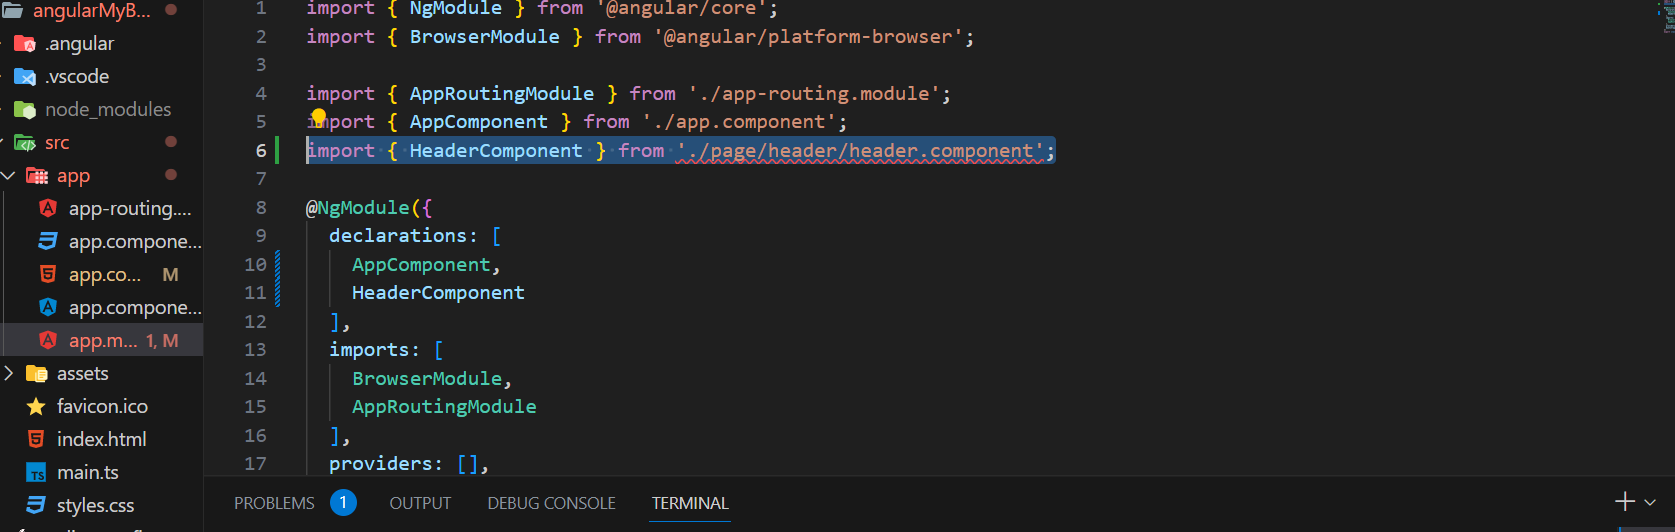 angularMyB...
.angular
.vscode
node_modules
src
app
app-routing....
app.compone...
app.co... M
app.compone...
app.m... 1, M
assets
favicon.ico
index.html
main.ts
styles.css
1 import { NgModule } from '@angular/core';
2 import { BrowserModule } from '@angular/platform-browser';
3
4 import { AppRoutingModule } from './app-routing.module';
5 import { AppComponent } from './app.component';
6 import { HeaderComponent } from './page/header/header.component';
7
8 @NgModule({
9 declarations: [
10 AppComponent,
11 HeaderComponent
12 ],
13 imports: [
14 BrowserModule,
15 AppRoutingModule
16 ],
17 providers: [],
PROBLEMS 1 OUTPUT DEBUG CONSOLE TERMINAL